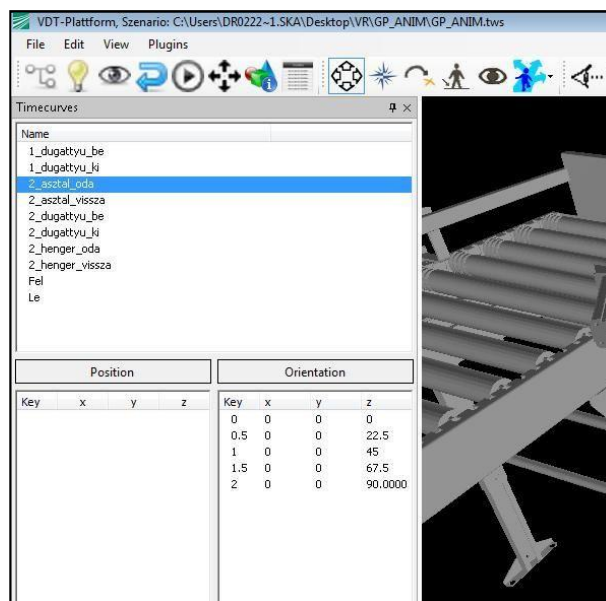 VDT-Plattform, Szenario: C:\Users\DR0222~1.SKA\Desktop\VR\GP_ANIM\GP_ANIM.tws
File Edit View Plugins
Timecurves
Name
1_dugattyu_be
1_dugattyu_ki
2_asztal_oda
2_asztal_vissza
2_dugattyu_be
2_dugattyu_ki
2_henger_oda
2_henger_vissza
Fel
Le
Position Orientation
Key x y z Key x y z
0 0 0 0
0.5 0 0 22.5
1 0 0 45
1.5 0 0 67.5
2 0 0 90.0000